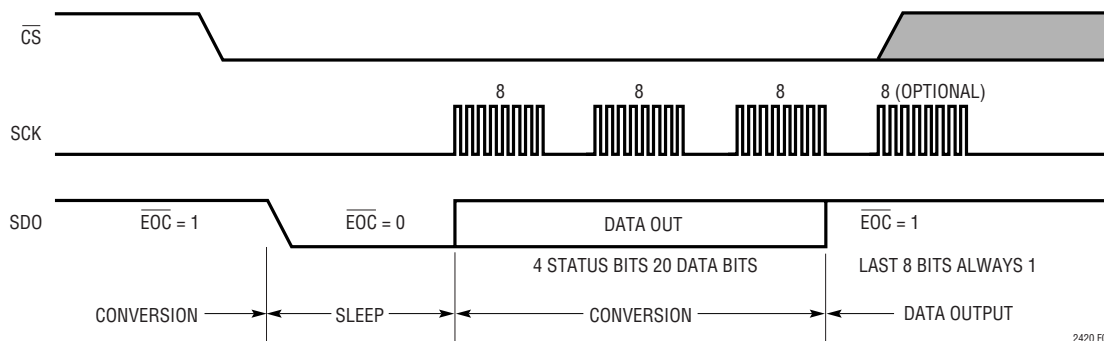 CS
8 8 8 8 (OPTIONAL)
SCK
SDO EOC = 1 EOC = 0 DATA OUT EOC = 1
4 STATUS BITS 20 DATA BITS LAST 8 BITS ALWAYS 1
CONVERSION SLEEP CONVERSION DATA OUTPUT